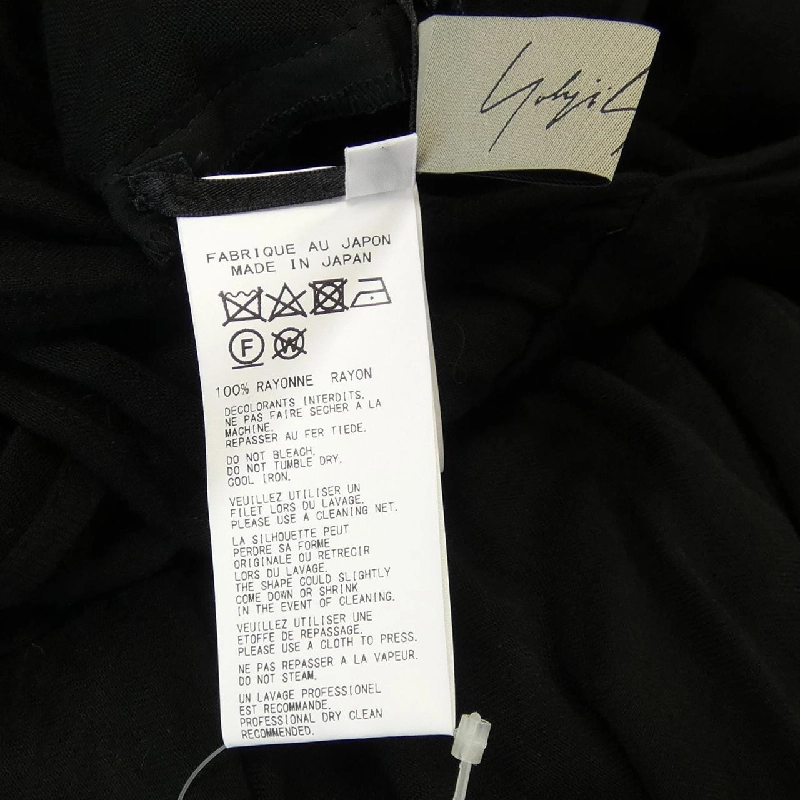 Yohji
FABRIQUE AU JAPON
MADE IN JAPAN
F W
100% RAYONNE RAYON
DECOLORANTS INTERDITS.
NE PAS FAIRE SECHER A LA
MACHINE.
REPASSER AU FER TIEDE.
DO NOT BLEACH.
DO NOT TUMBLE DRY.
COOL IRON.
VEUILLEZ UTILISER UN
FILET LORS DU LAVAGE.
PLEASE USE A CLEANING NET.
LA SILHOUETTE PEUT
PERDRE SA FORME
ORIGINALE OU RETRECIR
LORS DU LAVAGE.
THE SHAPE COULD SLIGHTLY
COME DOWN OR SHRINK
IN THE EVENT OF CLEANING.
VEUILLEZ UTILISER UNE
ETOFFE DE REPASSAGE.
PLEASE USE A CLOTH TO PRESS.
NE PAS REPASSER A LA VAPEUR.
DO NOT STEAM.
UN LAVAGE PROFESSIONEL
EST RECOMMANDE.
PROFESSIONAL DRY CLEAN
RECOMMENDED.